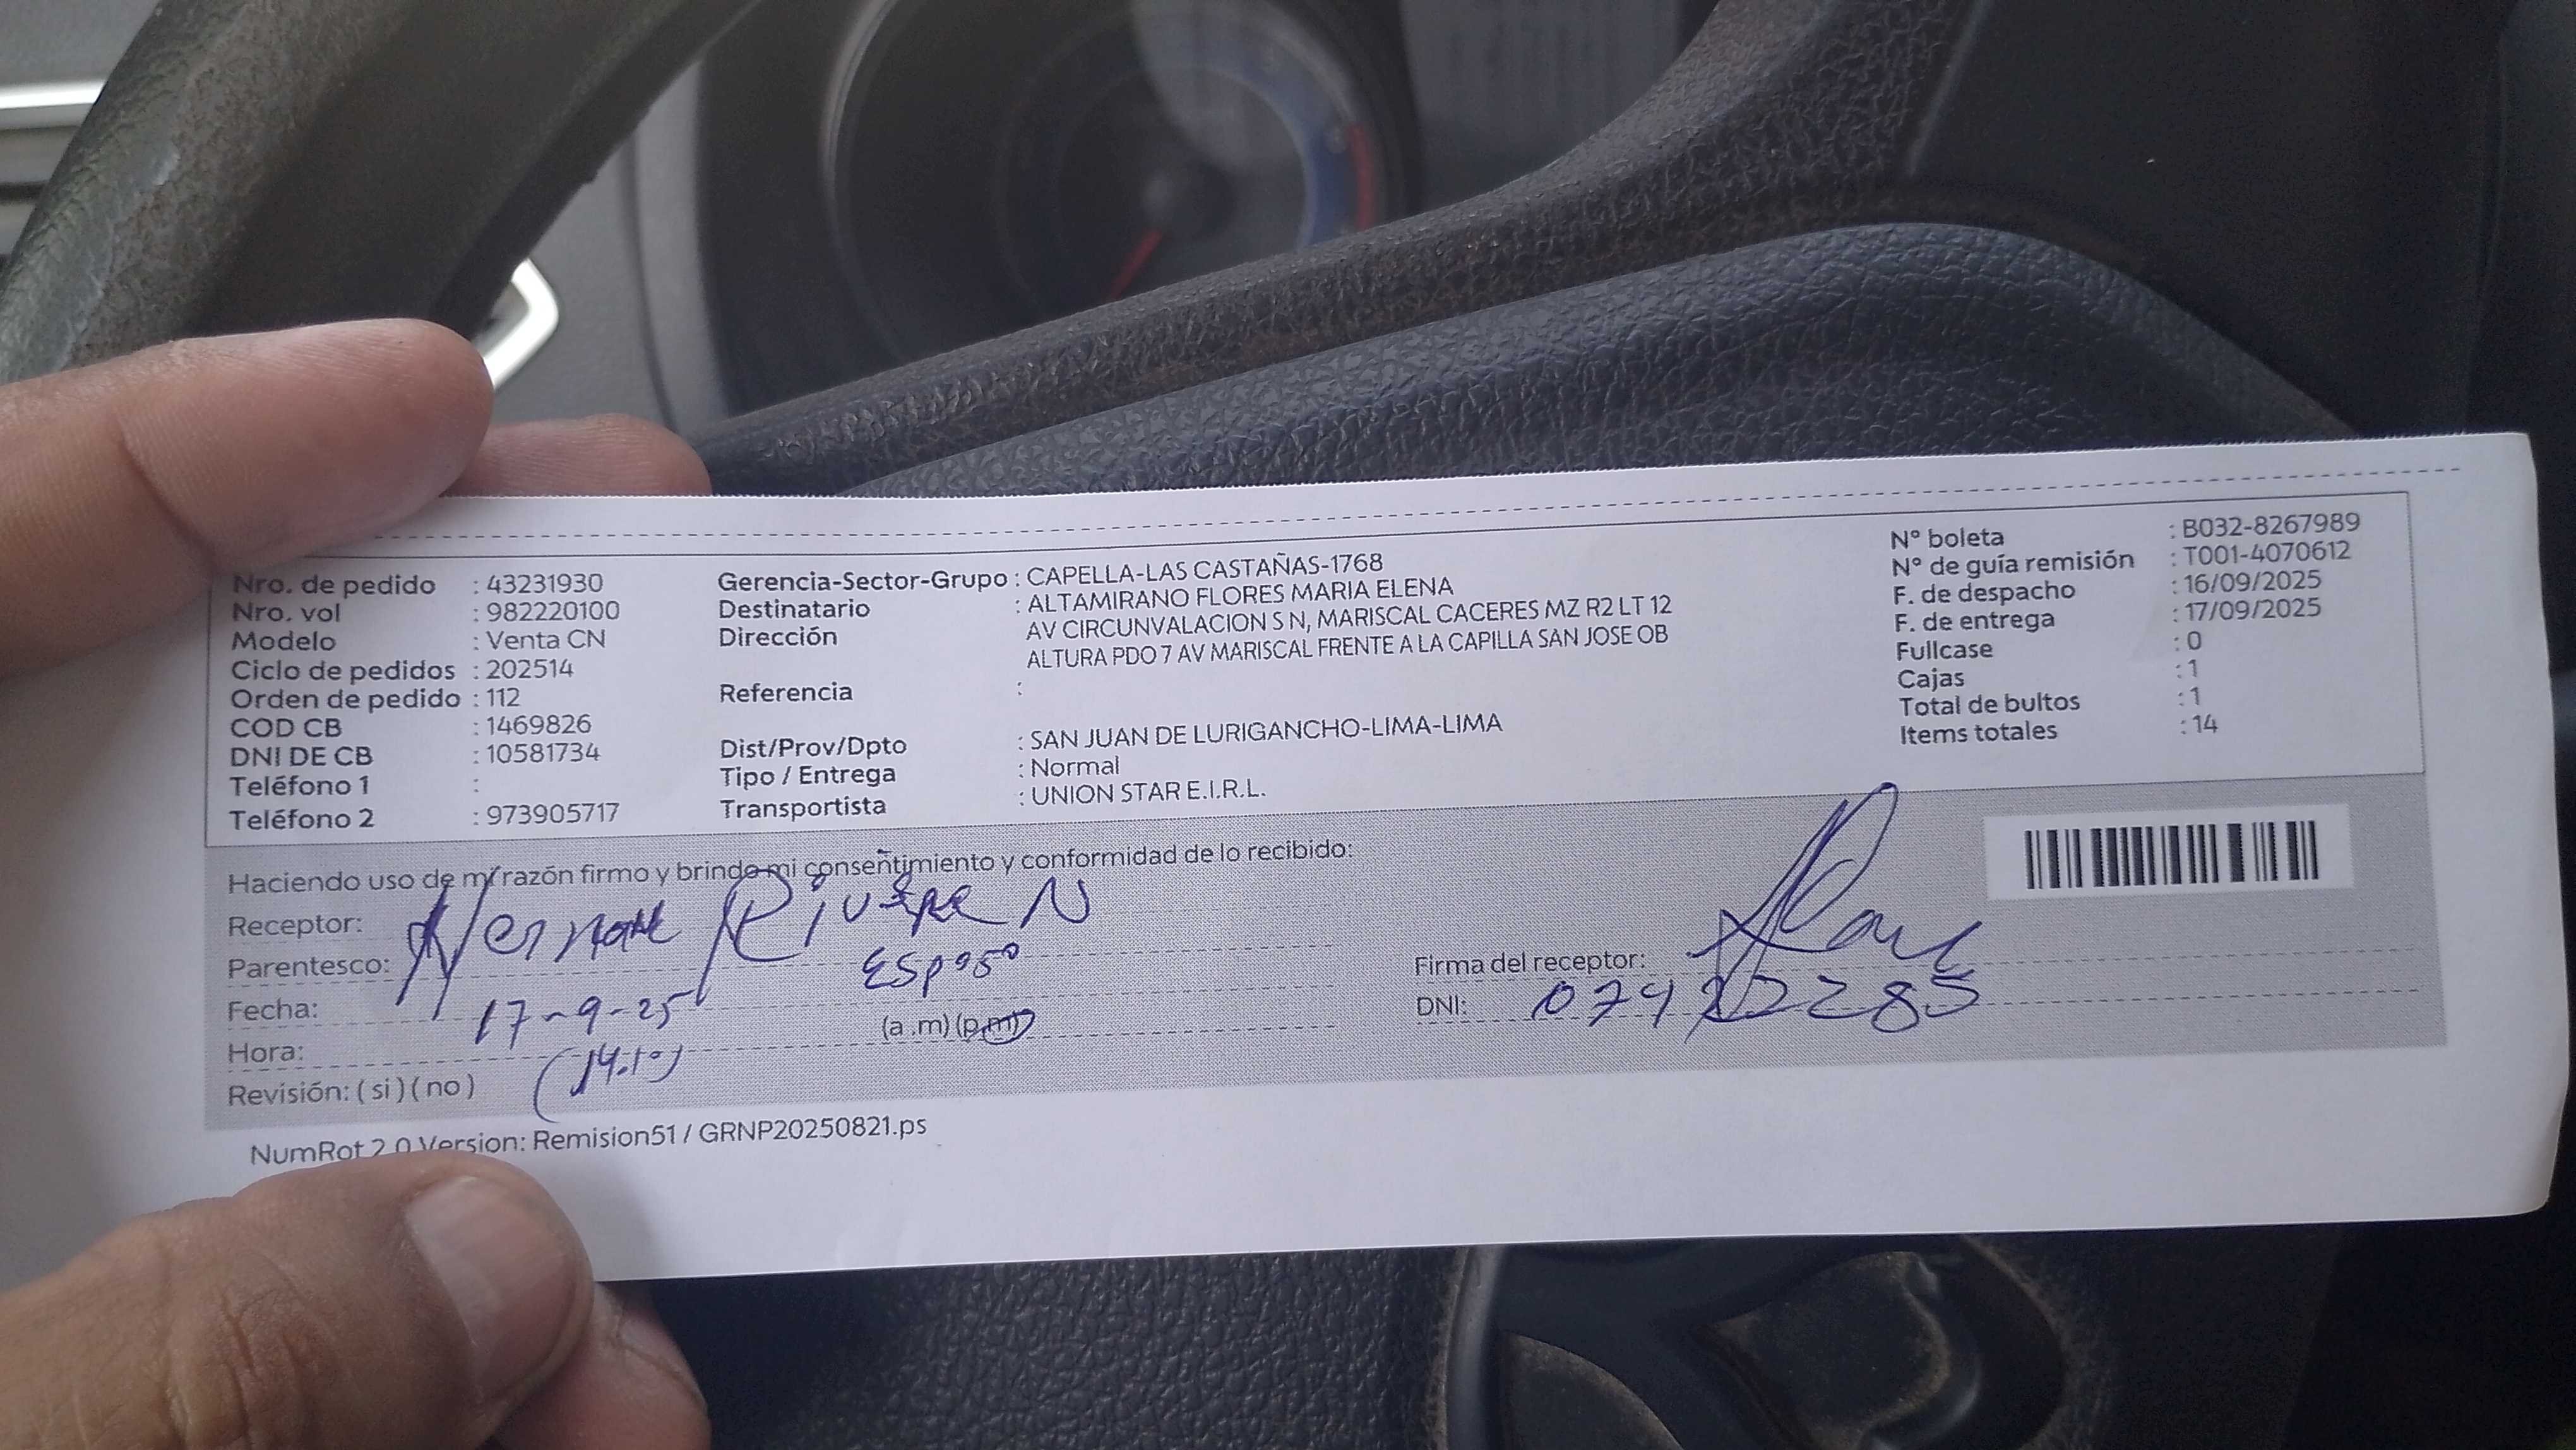 Nro. de pedido : 43231930
Nro. vol : 982220100
Modelo : Venta CN
Ciclo de pedidos : 202514
Orden de pedido : 112
COD CB : 1469826
DNI DE CB : 10581734
Teléfono 1 :
Teléfono 2 : 973905717
Gerencia-Sector-Grupo : CAPELLA-LAS CASTAÑAS-1768
Destinatario : ALTAMIRANO FLORES MARIA ELENA
Dirección AV CIRCUNVALACION S N, MARISCAL CACERES MZ R2 LT 12
ALTURA PDO 7 AV MARISCAL FRENTE A LA CAPILLA SAN JOSE OB
Referencia :
Dist/Prov/Dpto : SAN JUAN DE LURIGANCHO-LIMA-LIMA
Tipo / Entrega : Normal
Transportista : UNION STAR E.I.R.L.
N° boleta : B032-8267989
N° de guía remisión : T001-4070612
F. de despacho : 16/09/2025
F. de entrega : 17/09/2025
Fullcase : 0
Cajas : 1
Total de bultos : 1
Items totales : 14
Haciendo uso de mi razón firmo y brindo mi consentimiento y conformidad de lo recibido:
Receptor: N
Parentesco: Esposo
Fecha: 17-9-25
Hora: (14:10) (a .m) (p.m)
Revisión: ( si ) ( no )
Firma del receptor:
DNI:
NumRot 2.0 Version: Remision51 / GRNP20250821.ps